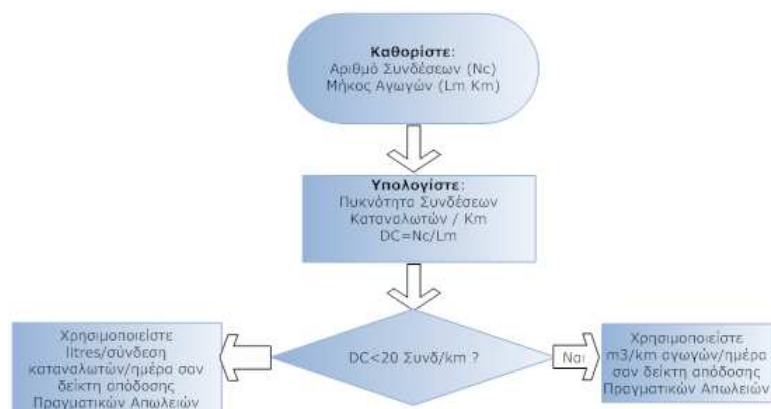 Καθορίστε:
Αριθμό Συνδέσεων (Nc)
Μήκος Αγωγών (Lm Km)
Υπολογίστε:
Πυκνότητα Συνδέσεων
Καταναλωτών / Km
DC=Nc/Lm
Χρησιμοποιείστε
litres/σύνδεση
καταναλωτών/ημέρα σαν
δείκτη απόδοσης
Πραγματικών Απωλειών
DC<20 Συνδ/km ?
Ναι
Χρησιμοποιείστε
m3/km αγωγών/ημέρα
σαν δείκτη απόδοσης
Πραγματικών Απωλειών